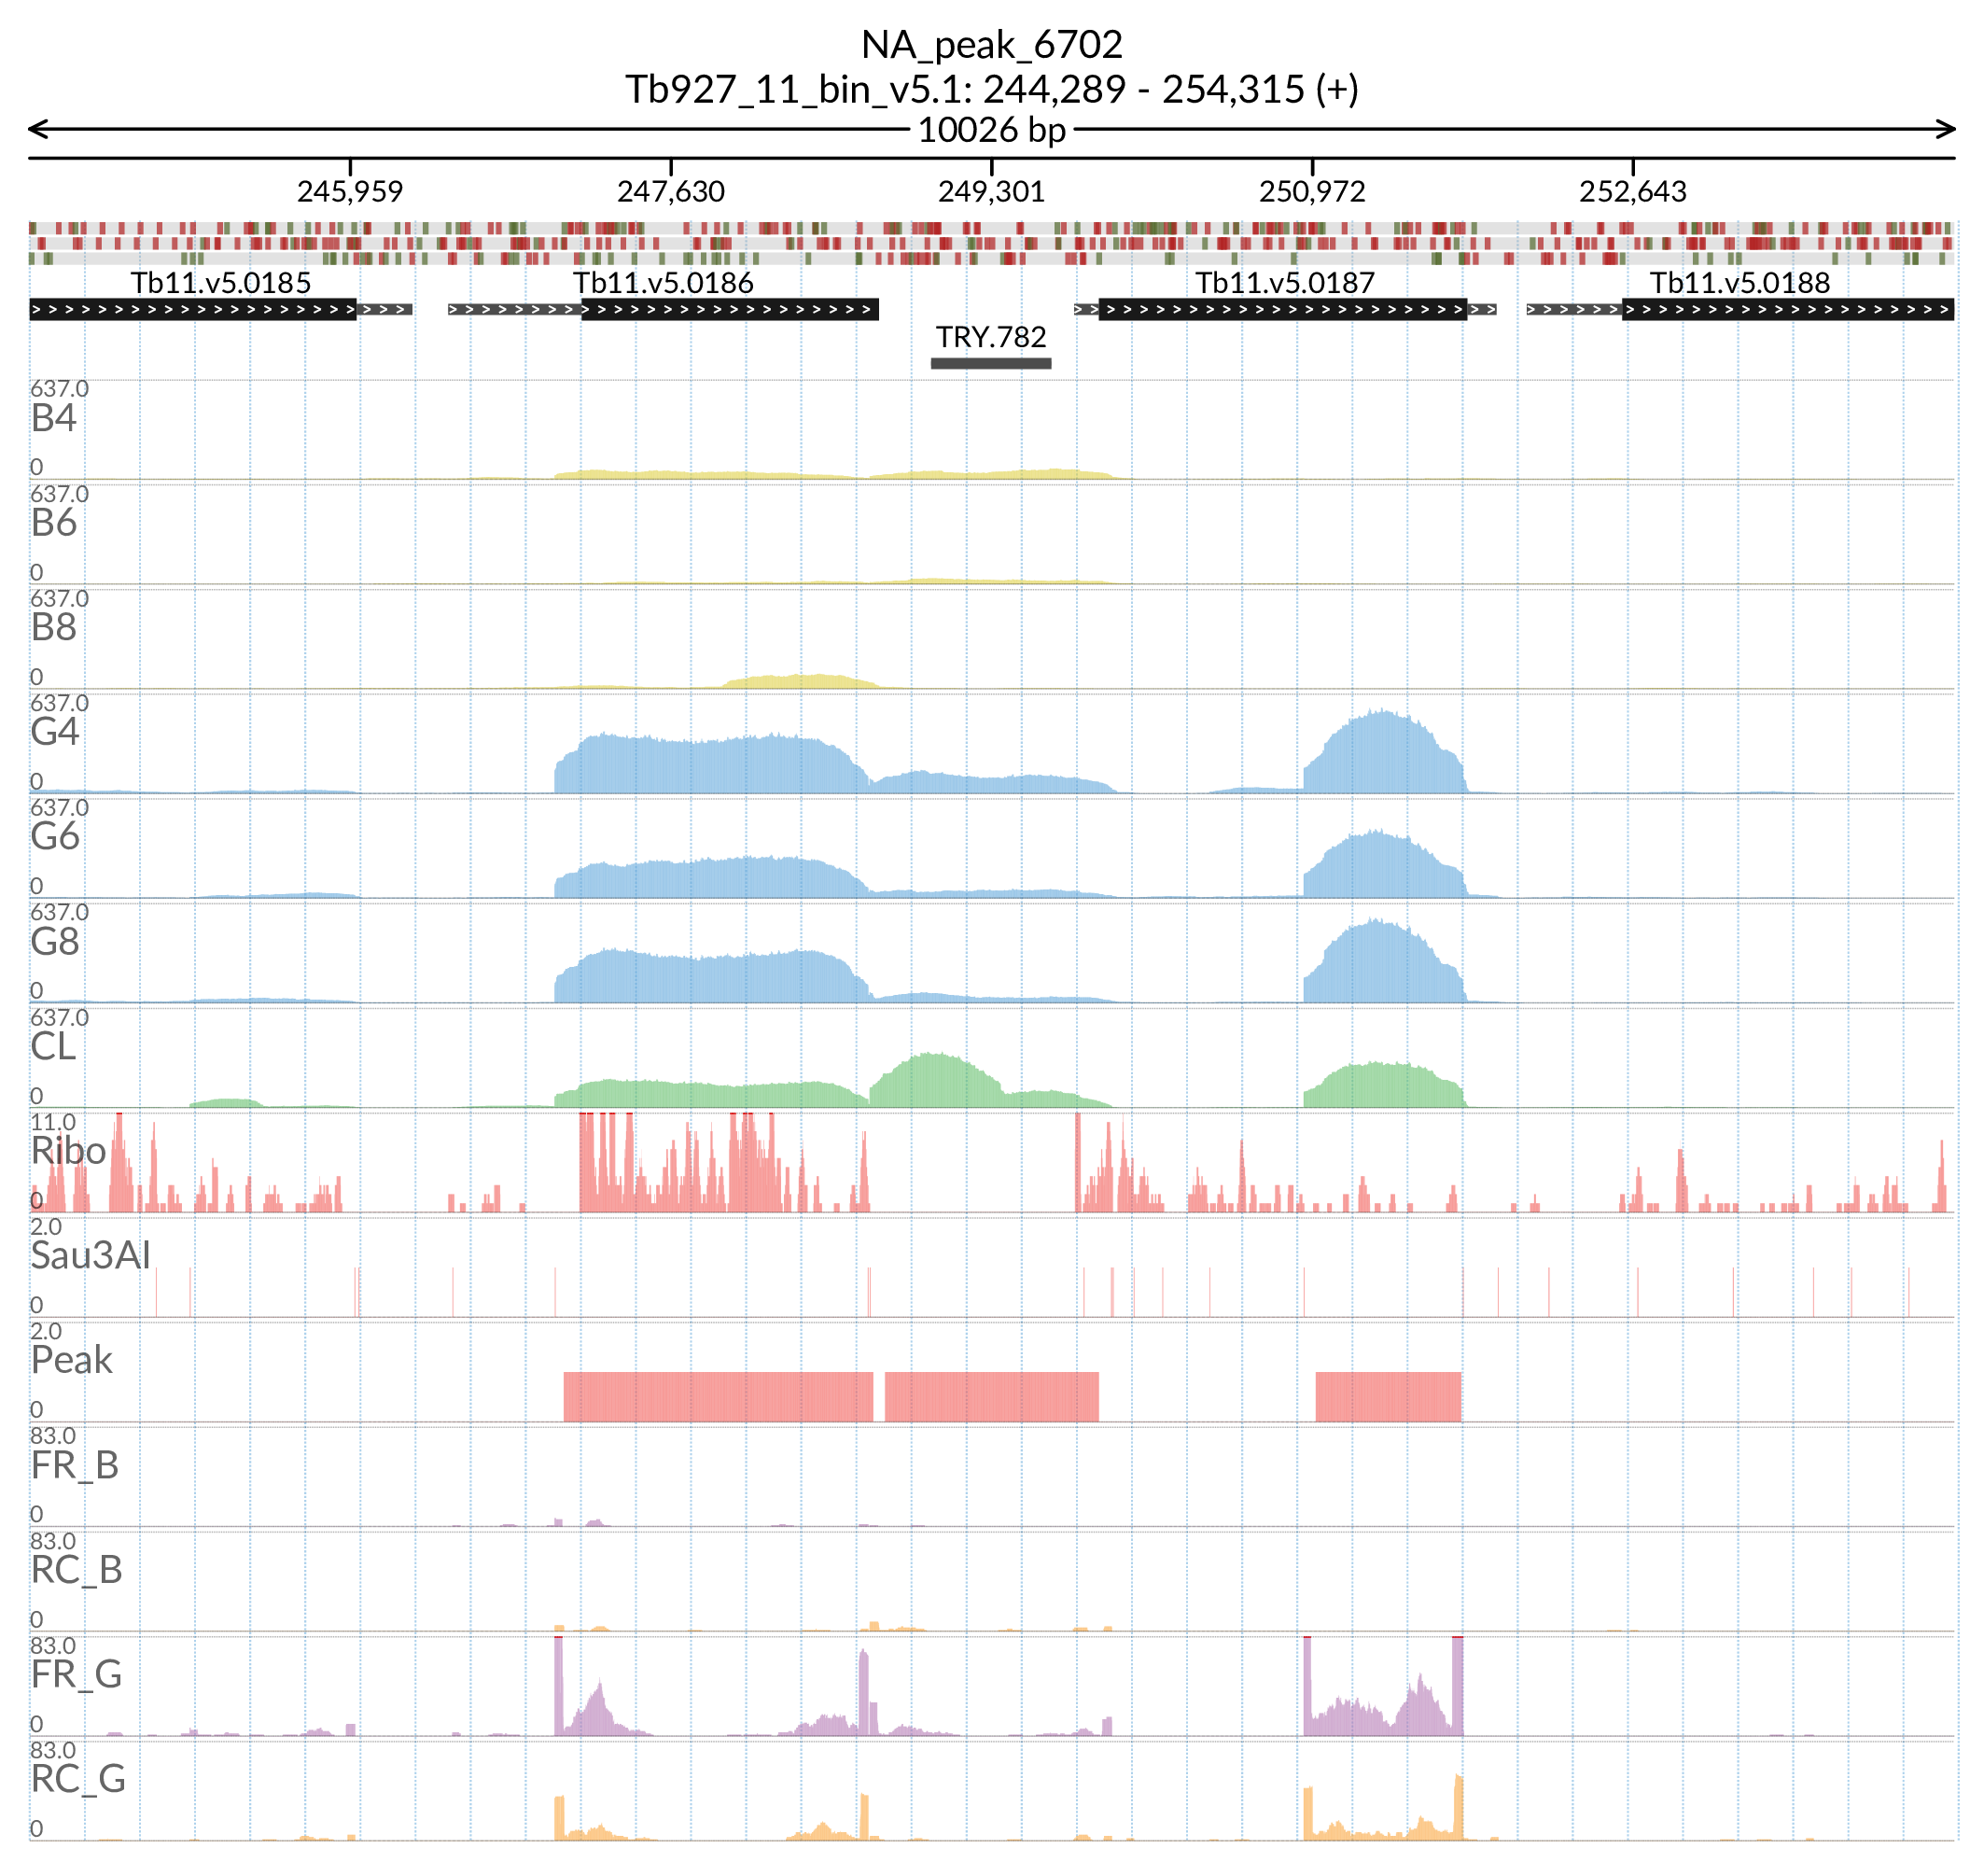 NA_peak_6702
Tb927_11_bin_v5.1: 244,289 - 254,315 (+)
10026 bp
245,959 247,630 249,301 250,972 252,643
Tb11.v5.0185 Tb11.v5.0186 Tb11.v5.0187 Tb11.v5.0188
TRY.782
637.0
B4
0
637.0
B6
0
637.0
B8
0
637.0
G4
0
637.0
G6
0
637.0
G8
0
637.0
CL
0
11.0
Ribo
0
2.0
Sau3AI
0
2.0
Peak
0
83.0
FR_B
0
83.0
RC_B
0
83.0
FR_G
0
83.0
RC_G
0